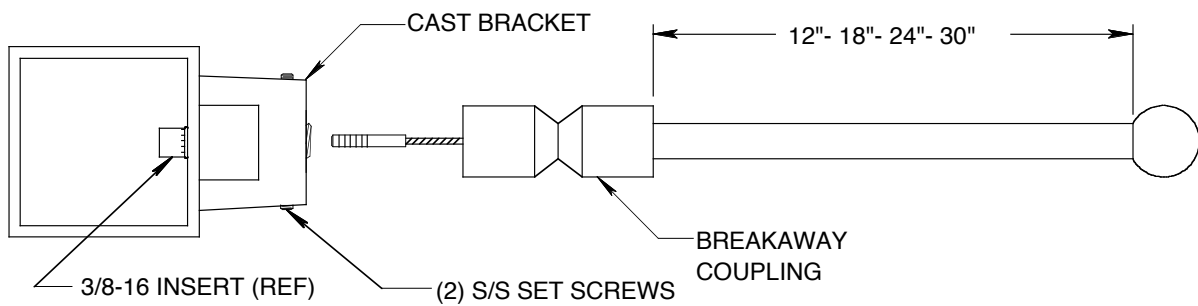 CAST BRACKET
12"- 18"- 24"- 30"
BREAKAWAY
COUPLING
3/8-16 INSERT (REF)
(2) S/S SET SCREWS